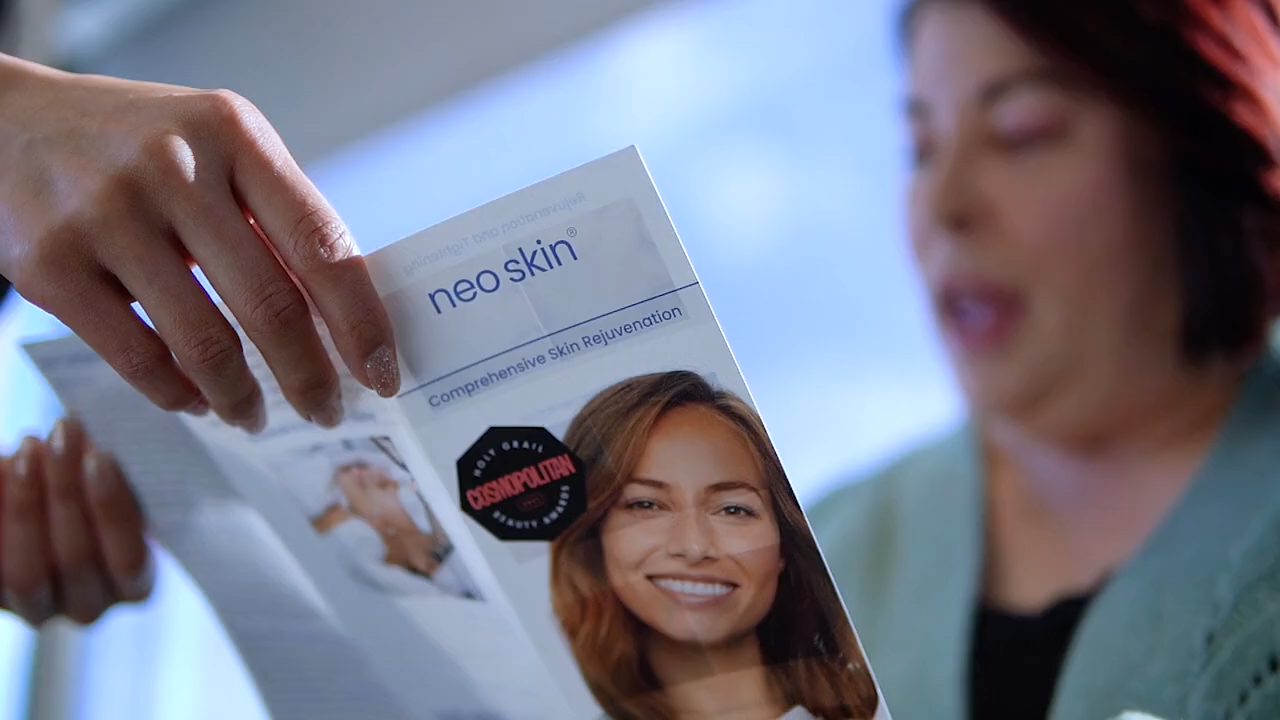 Rejuvenation and Tightening
neo skin®
Comprehensive Skin Rejuvenation
HOLY GRAIL
COSMOPOLITAN
BEAUTY AWARDS